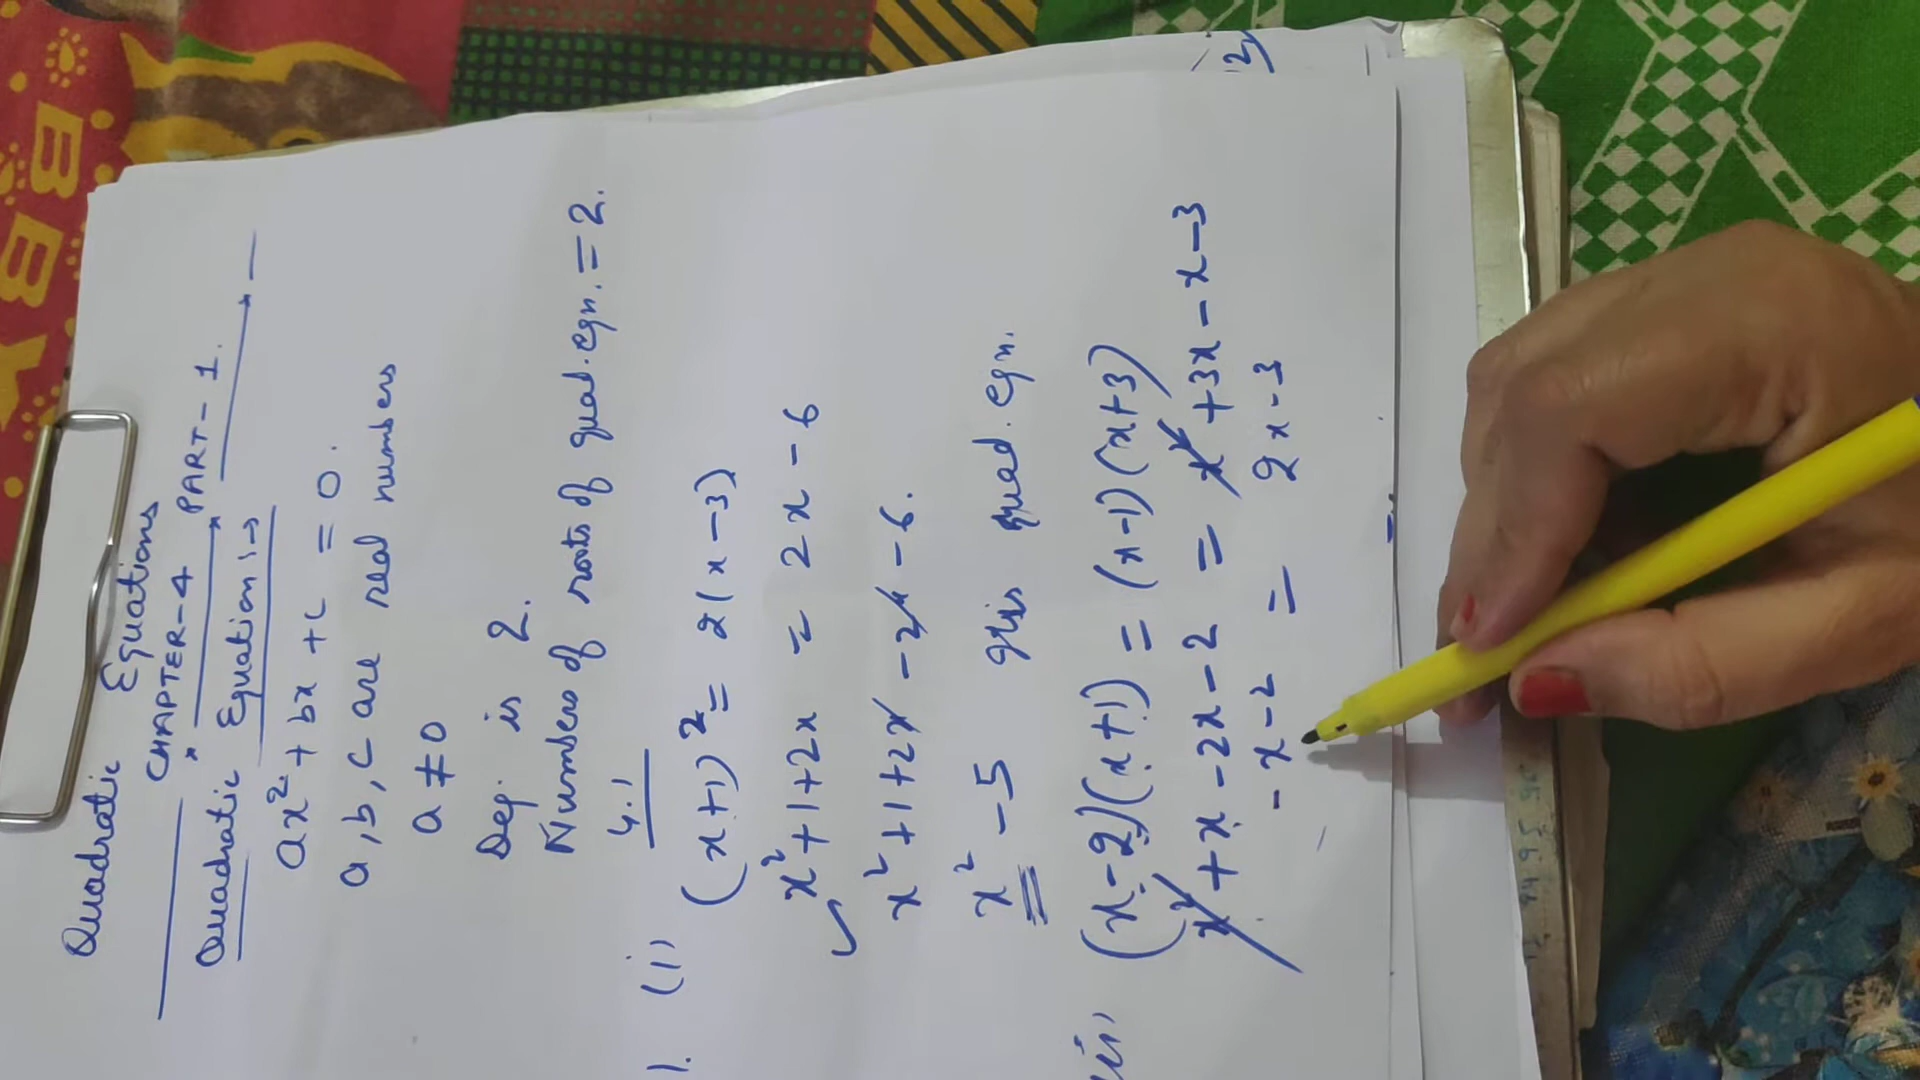 Quadratic Equations
CHAPTER-4 PART-1.
Quadratic Equation :→
ax² + bx + c = 0.
a, b, c are real numbers
a ≠ 0
Deg. is 2.
Numbers of roots of quad. eqn. = 2.
4.1
1. (i) (x+1)² = 2(x-3)
x² + 1 + 2x = 2x - 6
x² + 1 + 2x - 2x - 6.
x² - 5 is quad. eqn.
(x-2)(x+1) = (x-1)(x+3)
x² + x - 2x - 2 = x² + 3x - x - 3
- x - 2 = 2x - 3
BB